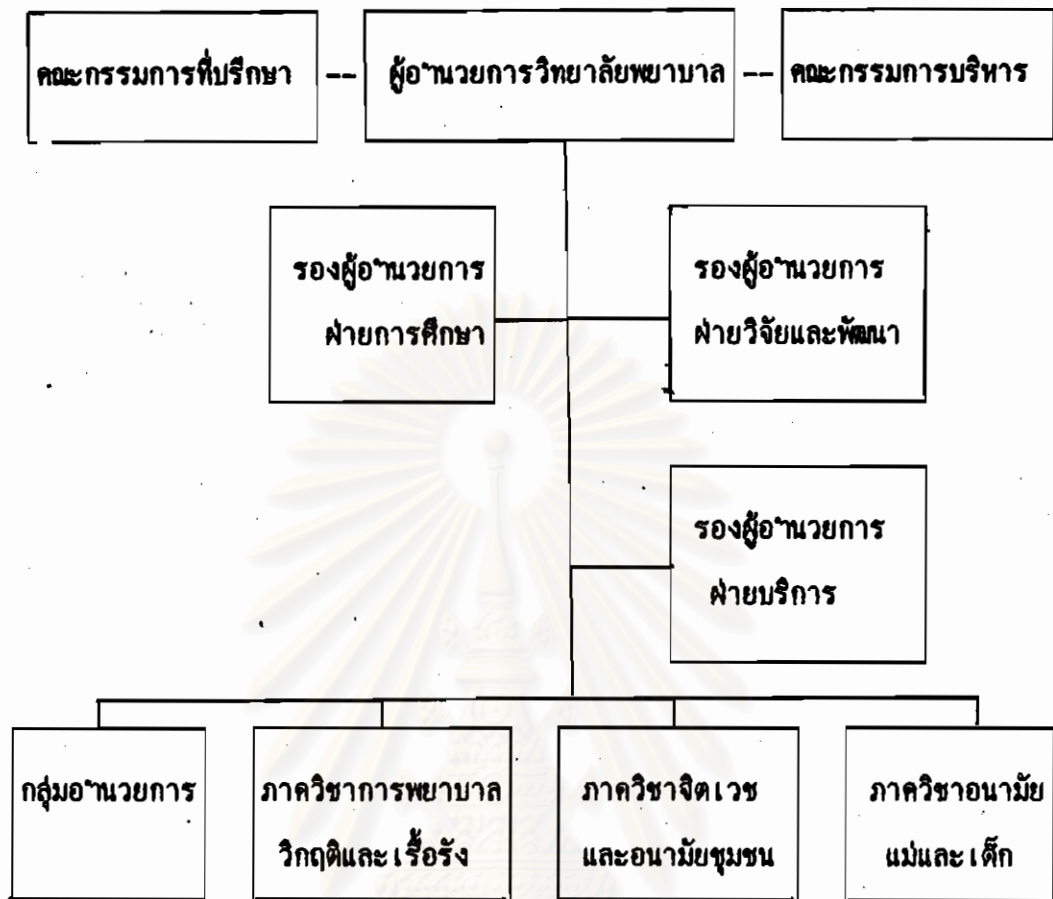 คณะกรรมการที่ปรึกษา -- ผู้อำนวยการวิทยาลัยพยาบาล -- คณะกรรมการบริหาร
รองผู้อำนวยการ
ฝ่ายการศึกษา
รองผู้อำนวยการ
ฝ่ายวิจัยและพัฒนา
รองผู้อำนวยการ
ฝ่ายบริการ
กลุ่มอำนวยการ
ภาควิชาการพยาบาล
วิกฤติและเรื้อรัง
ภาควิชาจิตเวช
และอนามัยชุมชน
ภาควิชาอนามัย
แม่และเด็ก